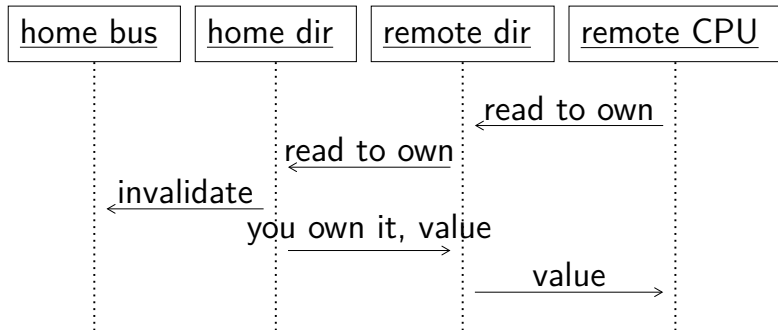 home bus
home dir
remote dir
remote CPU
read to own
read to own
invalidate
you own it, value
value